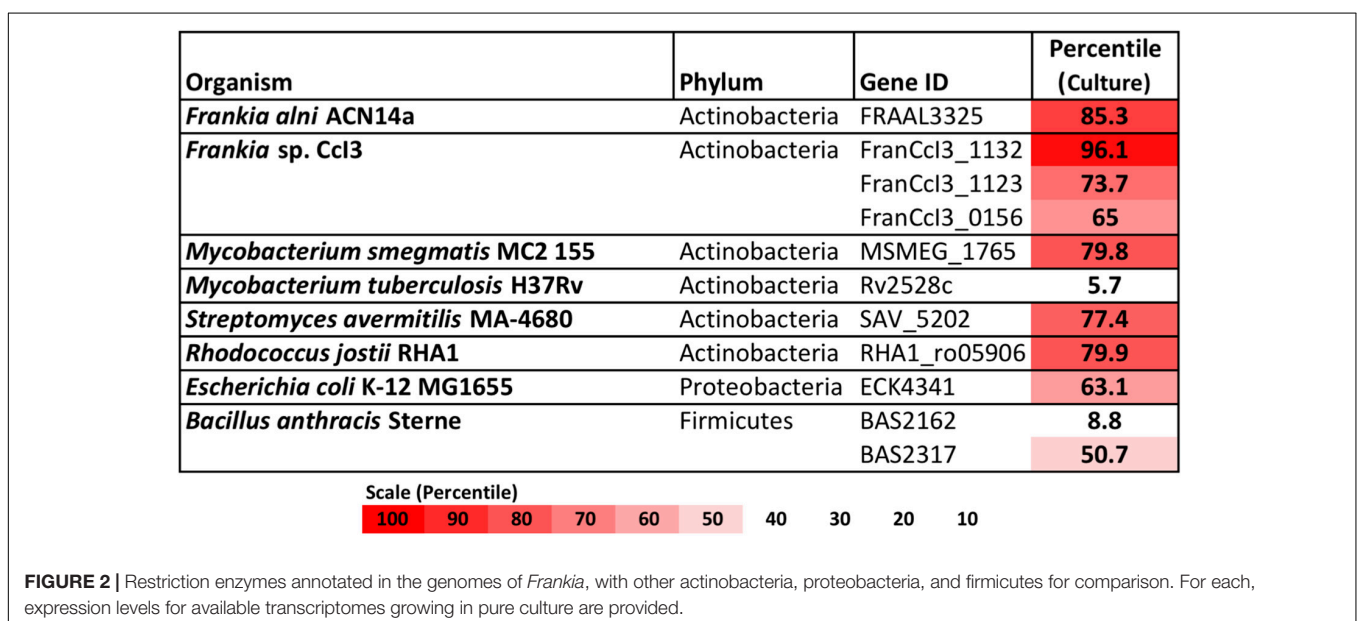 Organism Phylum Gene ID Percentile (Culture)
Frankia alni ACN14a Actinobacteria FRAAL3325 85.3
Frankia sp. CcI3 Actinobacteria FranCcI3_1132 96.1
FranCcI3_1123 73.7
FranCcI3_0156 65
Mycobacterium smegmatis MC2 155 Actinobacteria MSMEG_1765 79.8
Mycobacterium tuberculosis H37Rv Actinobacteria Rv2528c 5.7
Streptomyces avermitilis MA-4680 Actinobacteria SAV_5202 77.4
Rhodococcus jostii RHA1 Actinobacteria RHA1_ro05906 79.9
Escherichia coli K-12 MG1655 Proteobacteria ECK4341 63.1
Bacillus anthracis Sterne Firmicutes BAS2162 8.8
BAS2317 50.7
Scale (Percentile)
100 90 80 70 60 50 40 30 20 10
FIGURE 2 | Restriction enzymes annotated in the genomes of Frankia, with other actinobacteria, proteobacteria, and firmicutes for comparison. For each,
expression levels for available transcriptomes growing in pure culture are provided.